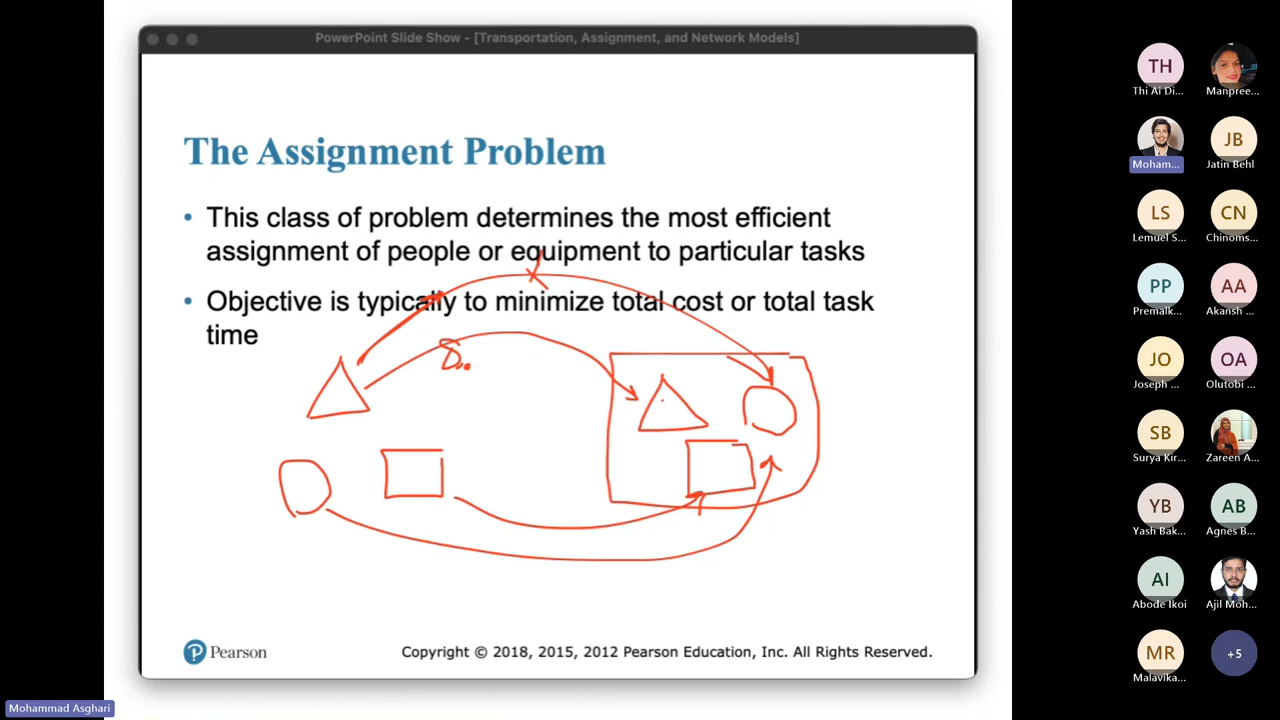 PowerPoint Slide Show - [Transportation, Assignment, and Network Models]
The Assignment Problem
• This class of problem determines the most efficient
assignment of people or equipment to particular tasks
• Objective is typically to minimize total cost or total task
time
Pearson
Copyright © 2018, 2015, 2012 Pearson Education, Inc. All Rights Reserved.
Mohammad Asghari
TH
Thi Ai Di...
Manpree...
Moham...
JB
Jatin Behl
LS
Lemuel S...
CN
Chinoms...
PP
Premalk...
AA
Akansh ...
JO
Joseph ...
OA
Olutobi ...
SB
Surya Kir...
Zareen A...
YB
Yash Bak...
AB
Agnes B...
AI
Abode Ikoi
Ajil Moh...
MR
Malavika...
+5